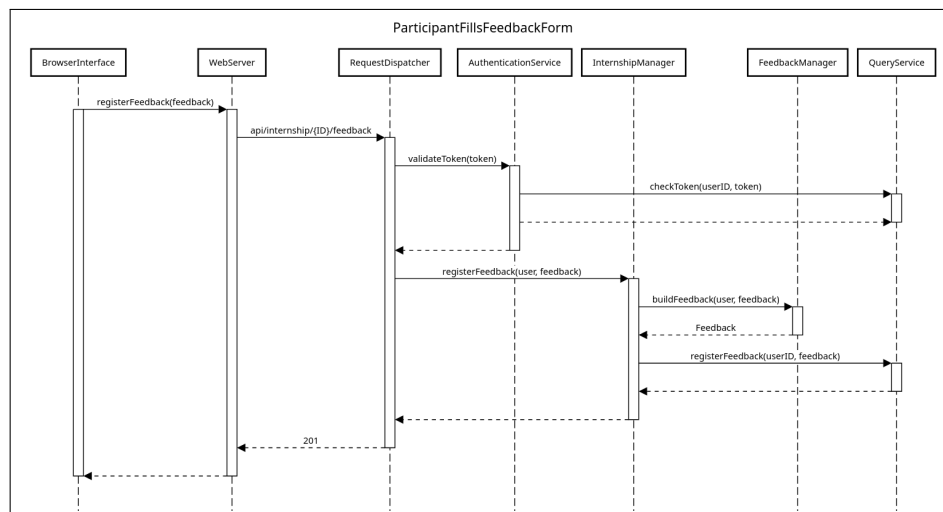 ParticipantFillsFeedbackForm
BrowserInterface
WebServer
RequestDispatcher
AuthenticationService
InternshipManager
FeedbackManager
QueryService
registerFeedback(feedback)
api/internship/{ID}/feedback
validateToken(token)
checkToken(userID, token)
registerFeedback(user, feedback)
buildFeedback(user, feedback)
Feedback
registerFeedback(userID, feedback)
201